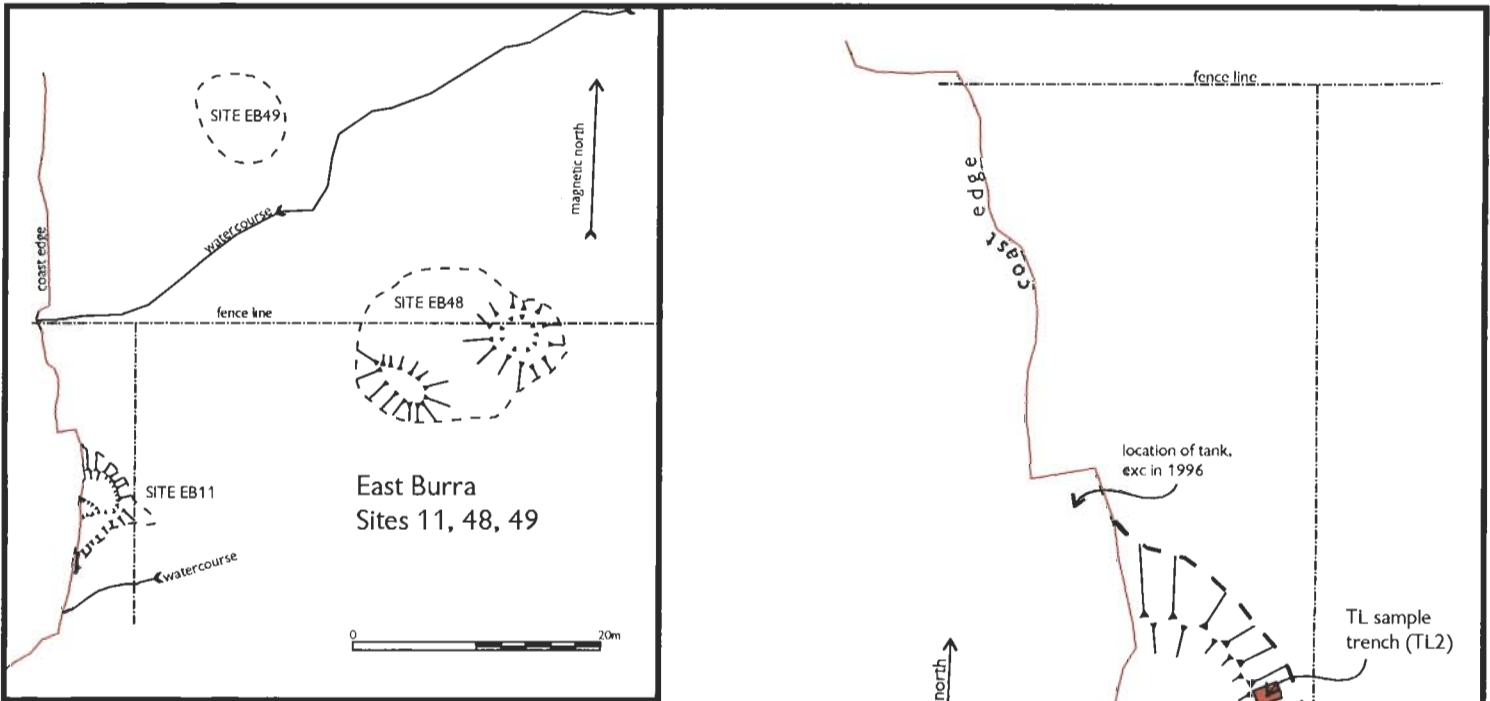 SITE EB49
magnetic north
watercourse
coast edge
SITE EB48
fence line
SITE EB11
East Burra
Sites 11, 48, 49
watercourse
0 20m
fence line
coast edge
location of tank,
exc in 1996
TL sample
trench (TL2)
north